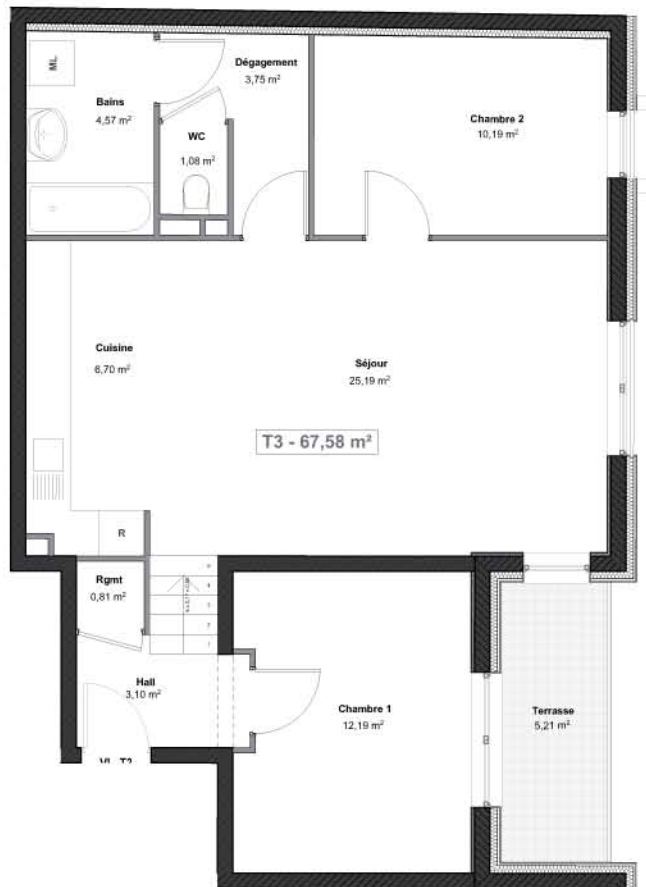 ML
Bains
4,57 m²
Dégagement
3,75 m²
WC
1,08 m²
Chambre 2
10,19 m²
Cuisine
6,70 m²
Séjour
25,19 m²
T3 - 67,58 m²
R
Rgmt
0,81 m²
Hall
3,10 m²
Chambre 1
12,19 m²
Terrasse
5,21 m²